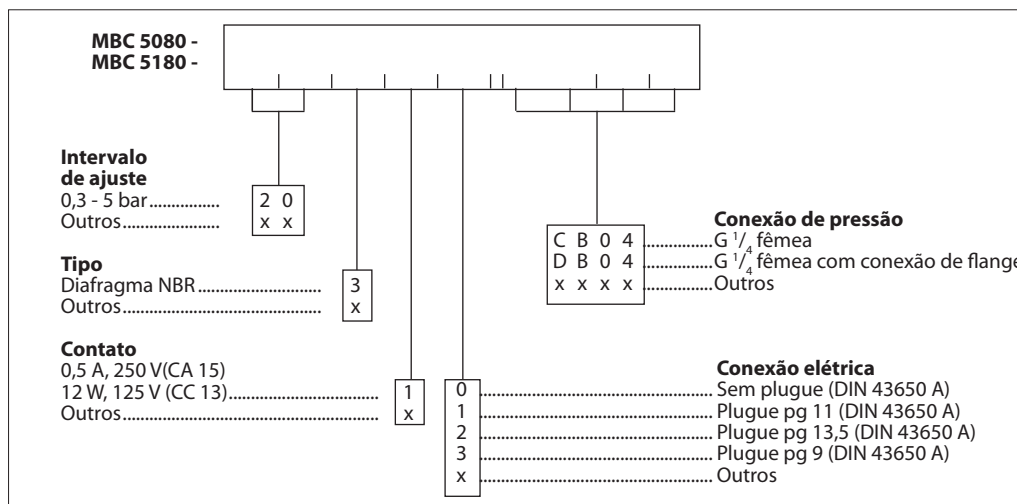 MBC 5080 -
MBC 5180 -
Intervalo
de ajuste
0,3 - 5 bar................ 2 0
Outros....................... x x
Tipo
Diafragma NBR........................ 3
Outros........................................ x
Contato
0,5 A, 250 V(CA 15)
12 W, 125 V (CC 13)............................. 1
Outros.................................................. x
Conexão de pressão
C B 0 4 ..............G 1/4 fêmea
D B 0 4 ..............G 1/4 fêmea com conexão de flange
x x x x ..............Outros
Conexão elétrica
0 ..............................................Sem plugue (DIN 43650 A)
1 ..............................................Plugue pg 11 (DIN 43650 A)
2 ..............................................Plugue pg 13,5 (DIN 43650 A)
3 ..............................................Plugue pg 9 (DIN 43650 A)
x ..............................................Outros